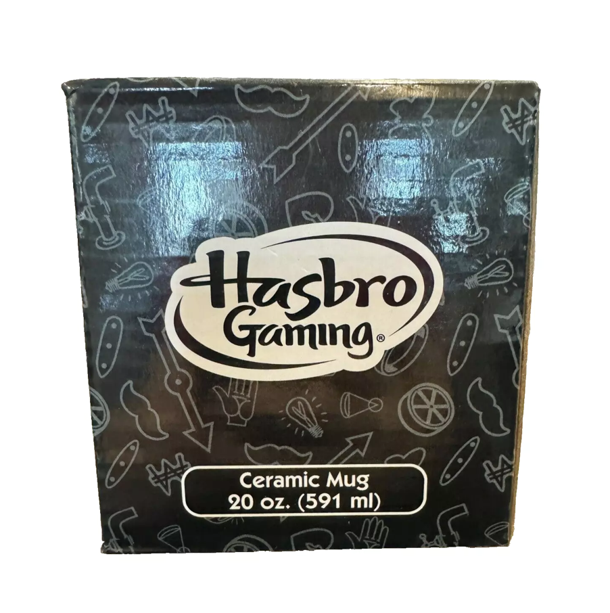 Hasbro
Gaming®
Ceramic Mug
20 oz. (591 ml)